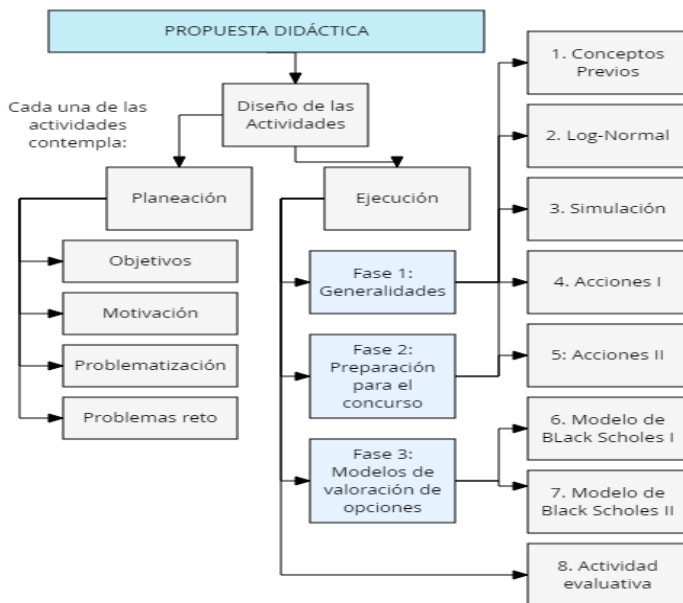 PROPUESTA DIDÁCTICA
Cada una de las
actividades
contempla:
Diseño de las
Actividades
Planeación
Objetivos
Motivación
Problematización
Problemas reto
Ejecución
Fase 1:
Generalidades
Fase 2:
Preparación
para el
concurso
Fase 3:
Modelos de
valoración de
opciones
1. Conceptos
Previos
2. Log-Normal
3. Simulación
4. Acciones I
5: Acciones II
6. Modelo de
BLack Scholes I
7. Modelo de
Black Scholes II
8. Actividad
evaluativa